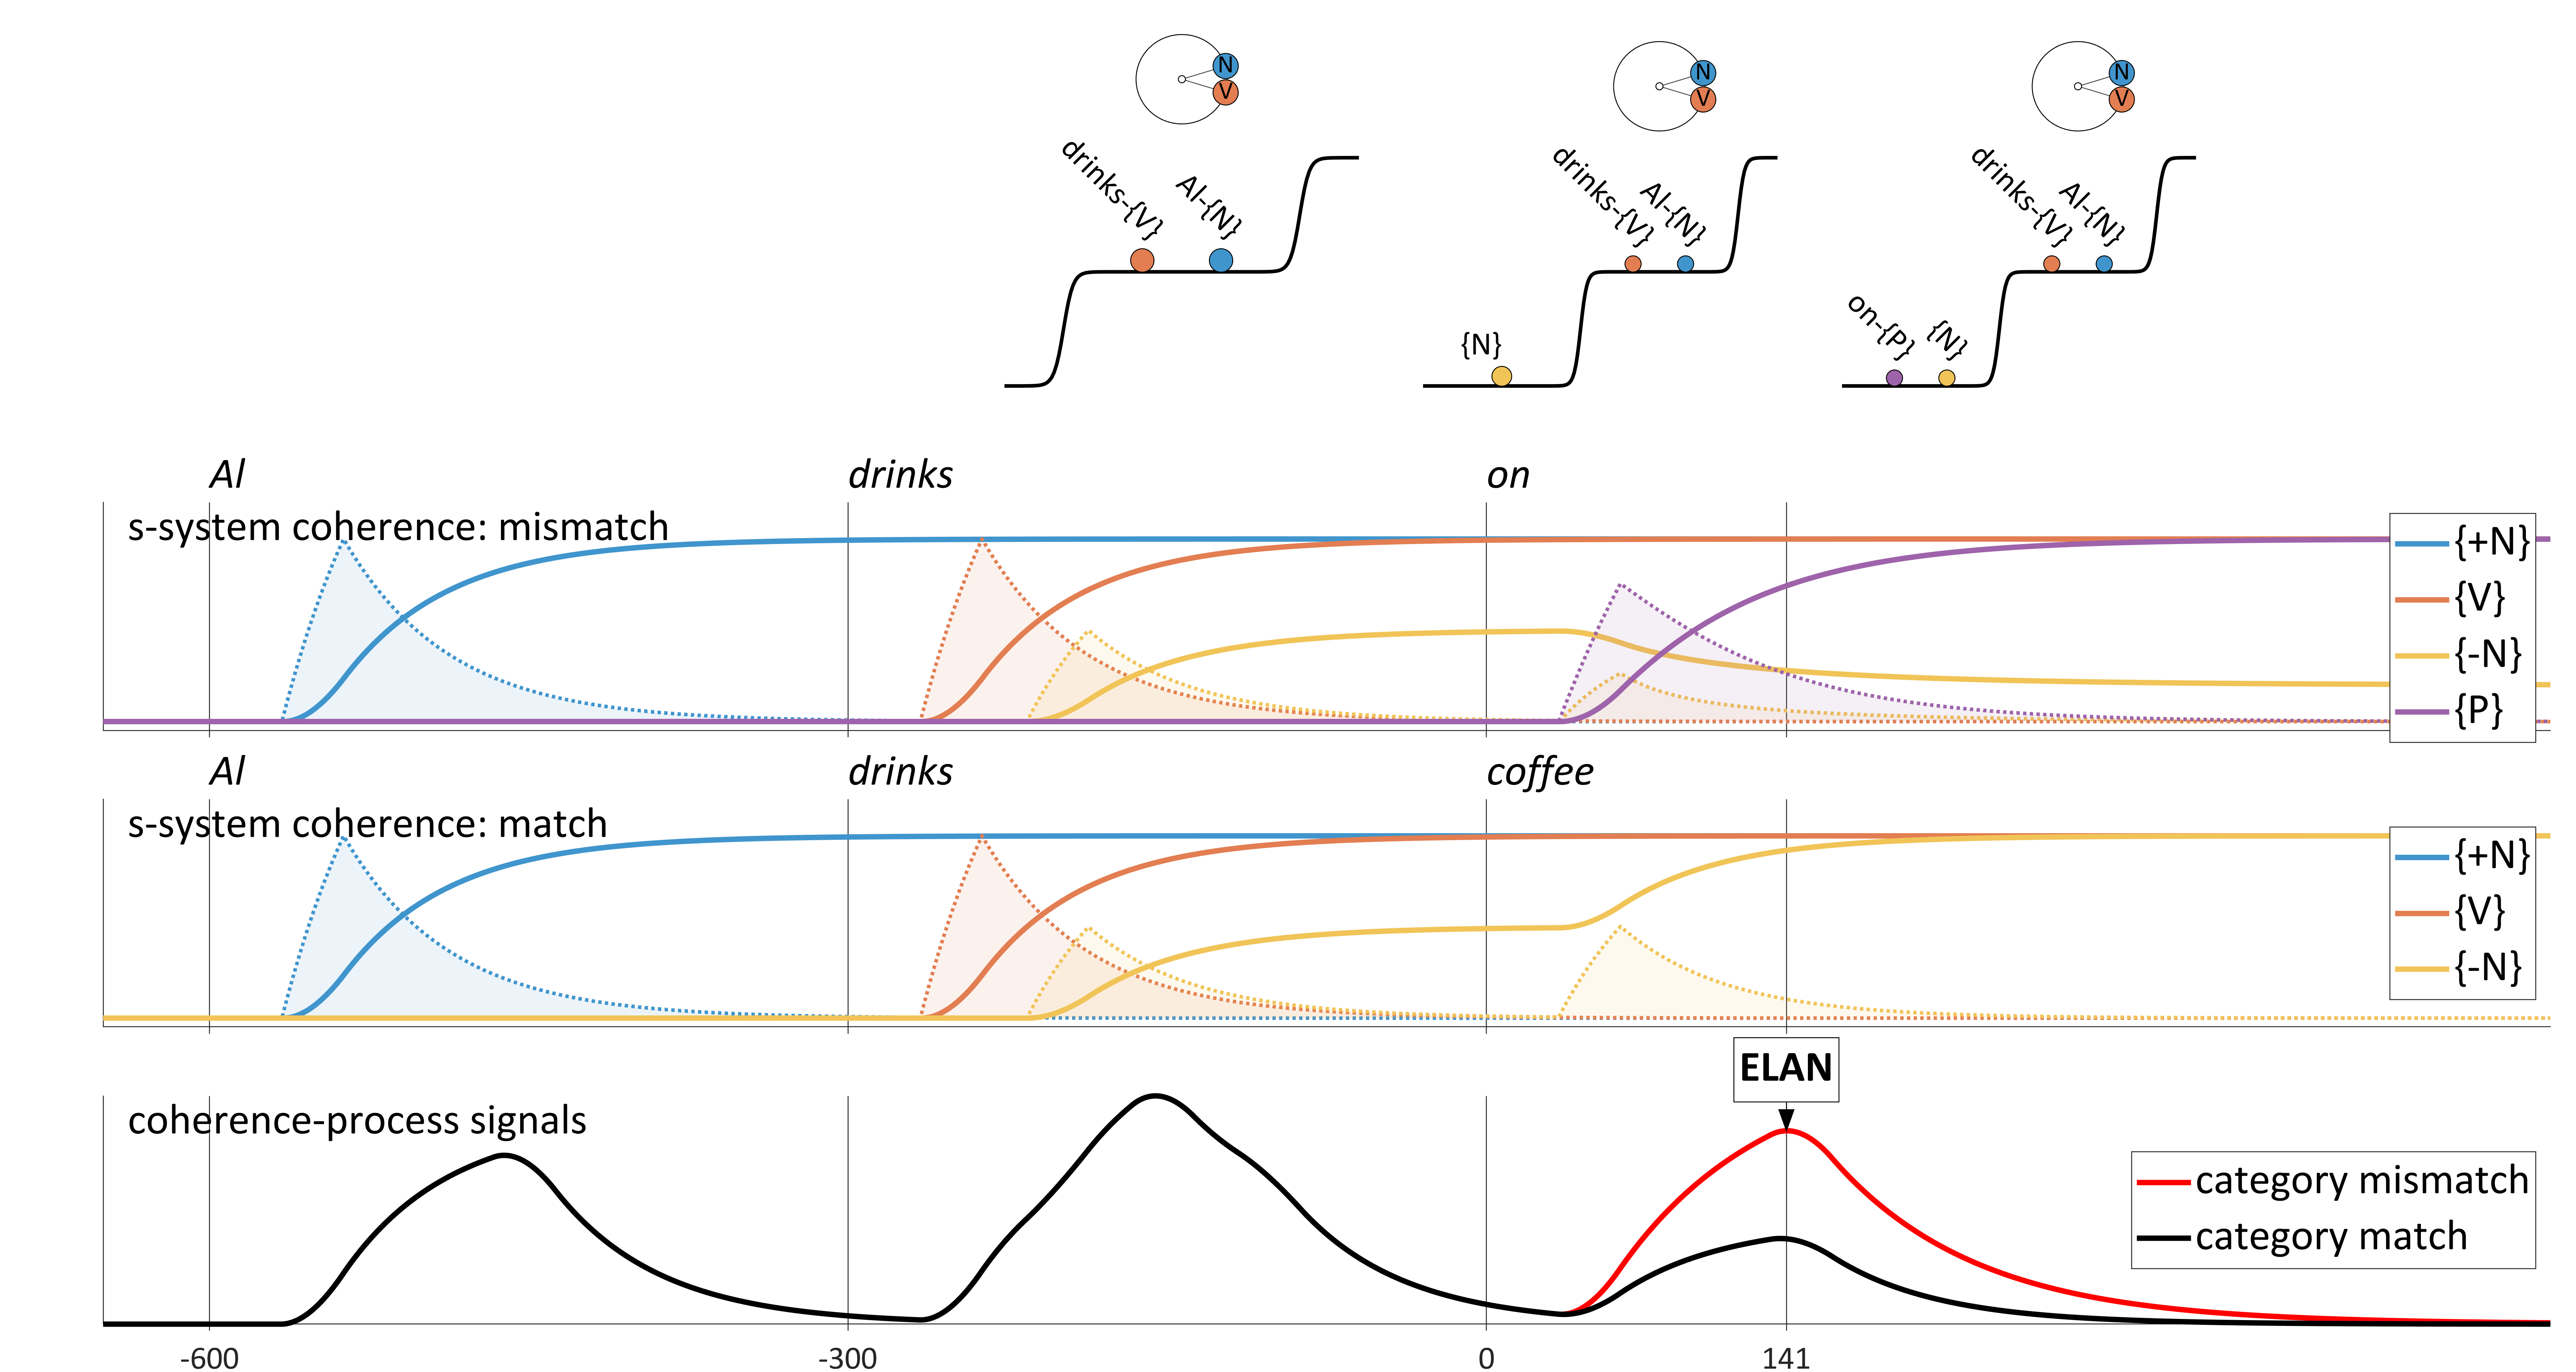 N
V
N
V
N
V
drinks-{V}
Al-{N}
drinks-{V}
Al-{N}
drinks-{V}
Al-{N}
{N}
on-{P}
{N}
Al
drinks
on
s-system coherence: mismatch
{+N}
{V}
{-N}
{P}
Al
drinks
coffee
s-system coherence: match
{+N}
{V}
{-N}
ELAN
coherence-process signals
category mismatch
category match
-600
-300
0
141